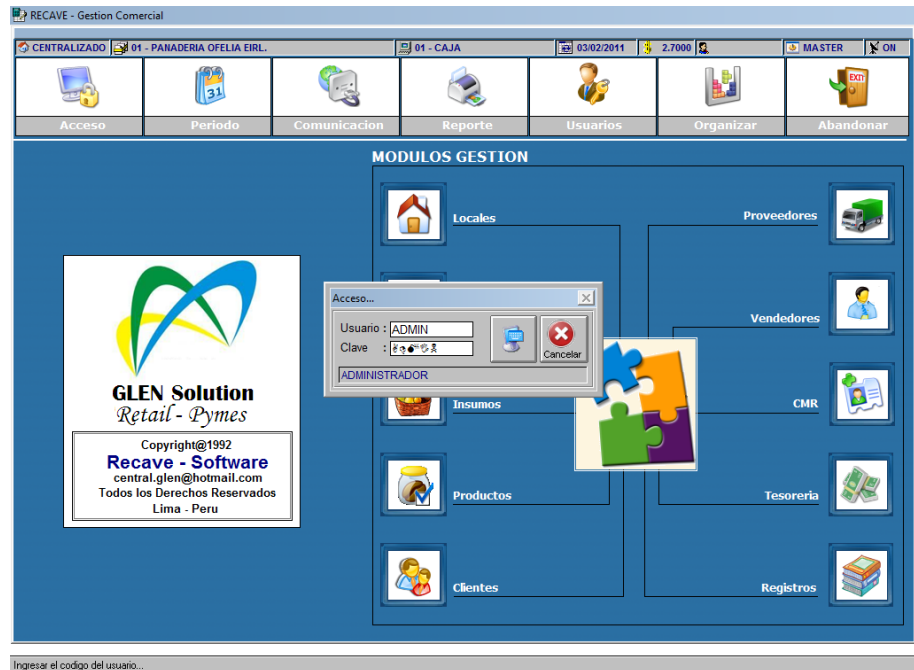 RECAVE - Gestion Comercial
CENTRALIZADO 01 - PANADERIA OFELIA EIRL. 01 - CAJA 03/02/2011 2.7000 MASTER ON
31 EXIT
Acceso Periodo Comunicacion Reporte Usuarios Organizar Abandonar
MODULOS GESTION
Locales Proveedores
Acceso...
Usuario : ADMIN
Clave :
Cancelar
ADMINISTRADOR
Vendedores
Insumos CMR
Productos Tesoreria
Clientes Registros
GLEN Solution
Retail - Pymes
Copyright@1992
Recave - Software
central.glen@hotmail.com
Todos los Derechos Reservados
Lima - Peru
Ingresar el codigo del usuario...